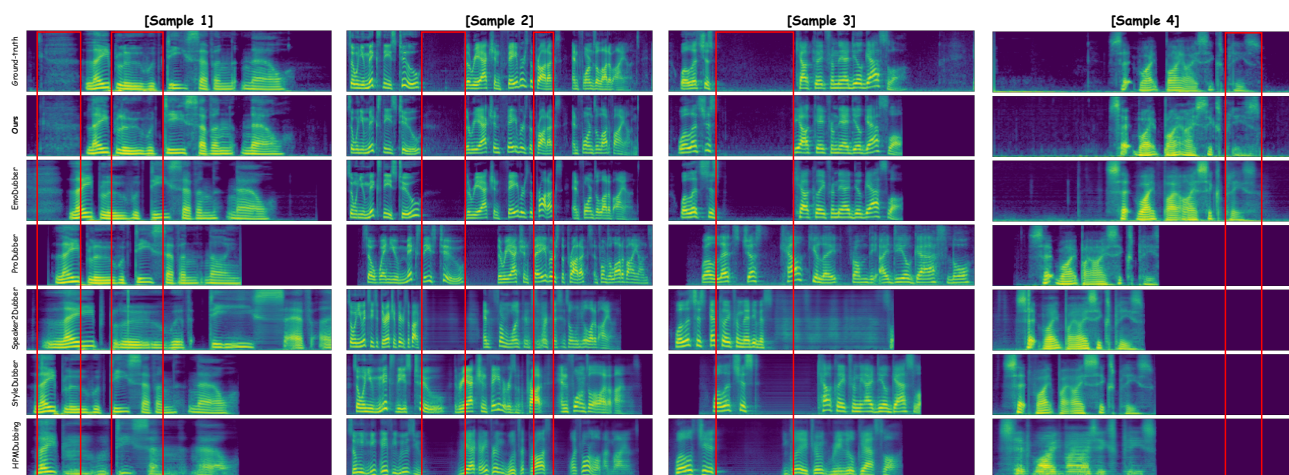 [Sample 1] [Sample 2] [Sample 3] [Sample 4]
Ground-truth
Ours
EmoDubber
ProDubber
Speaker2Dubber
StyleDubber
HPMDubbing